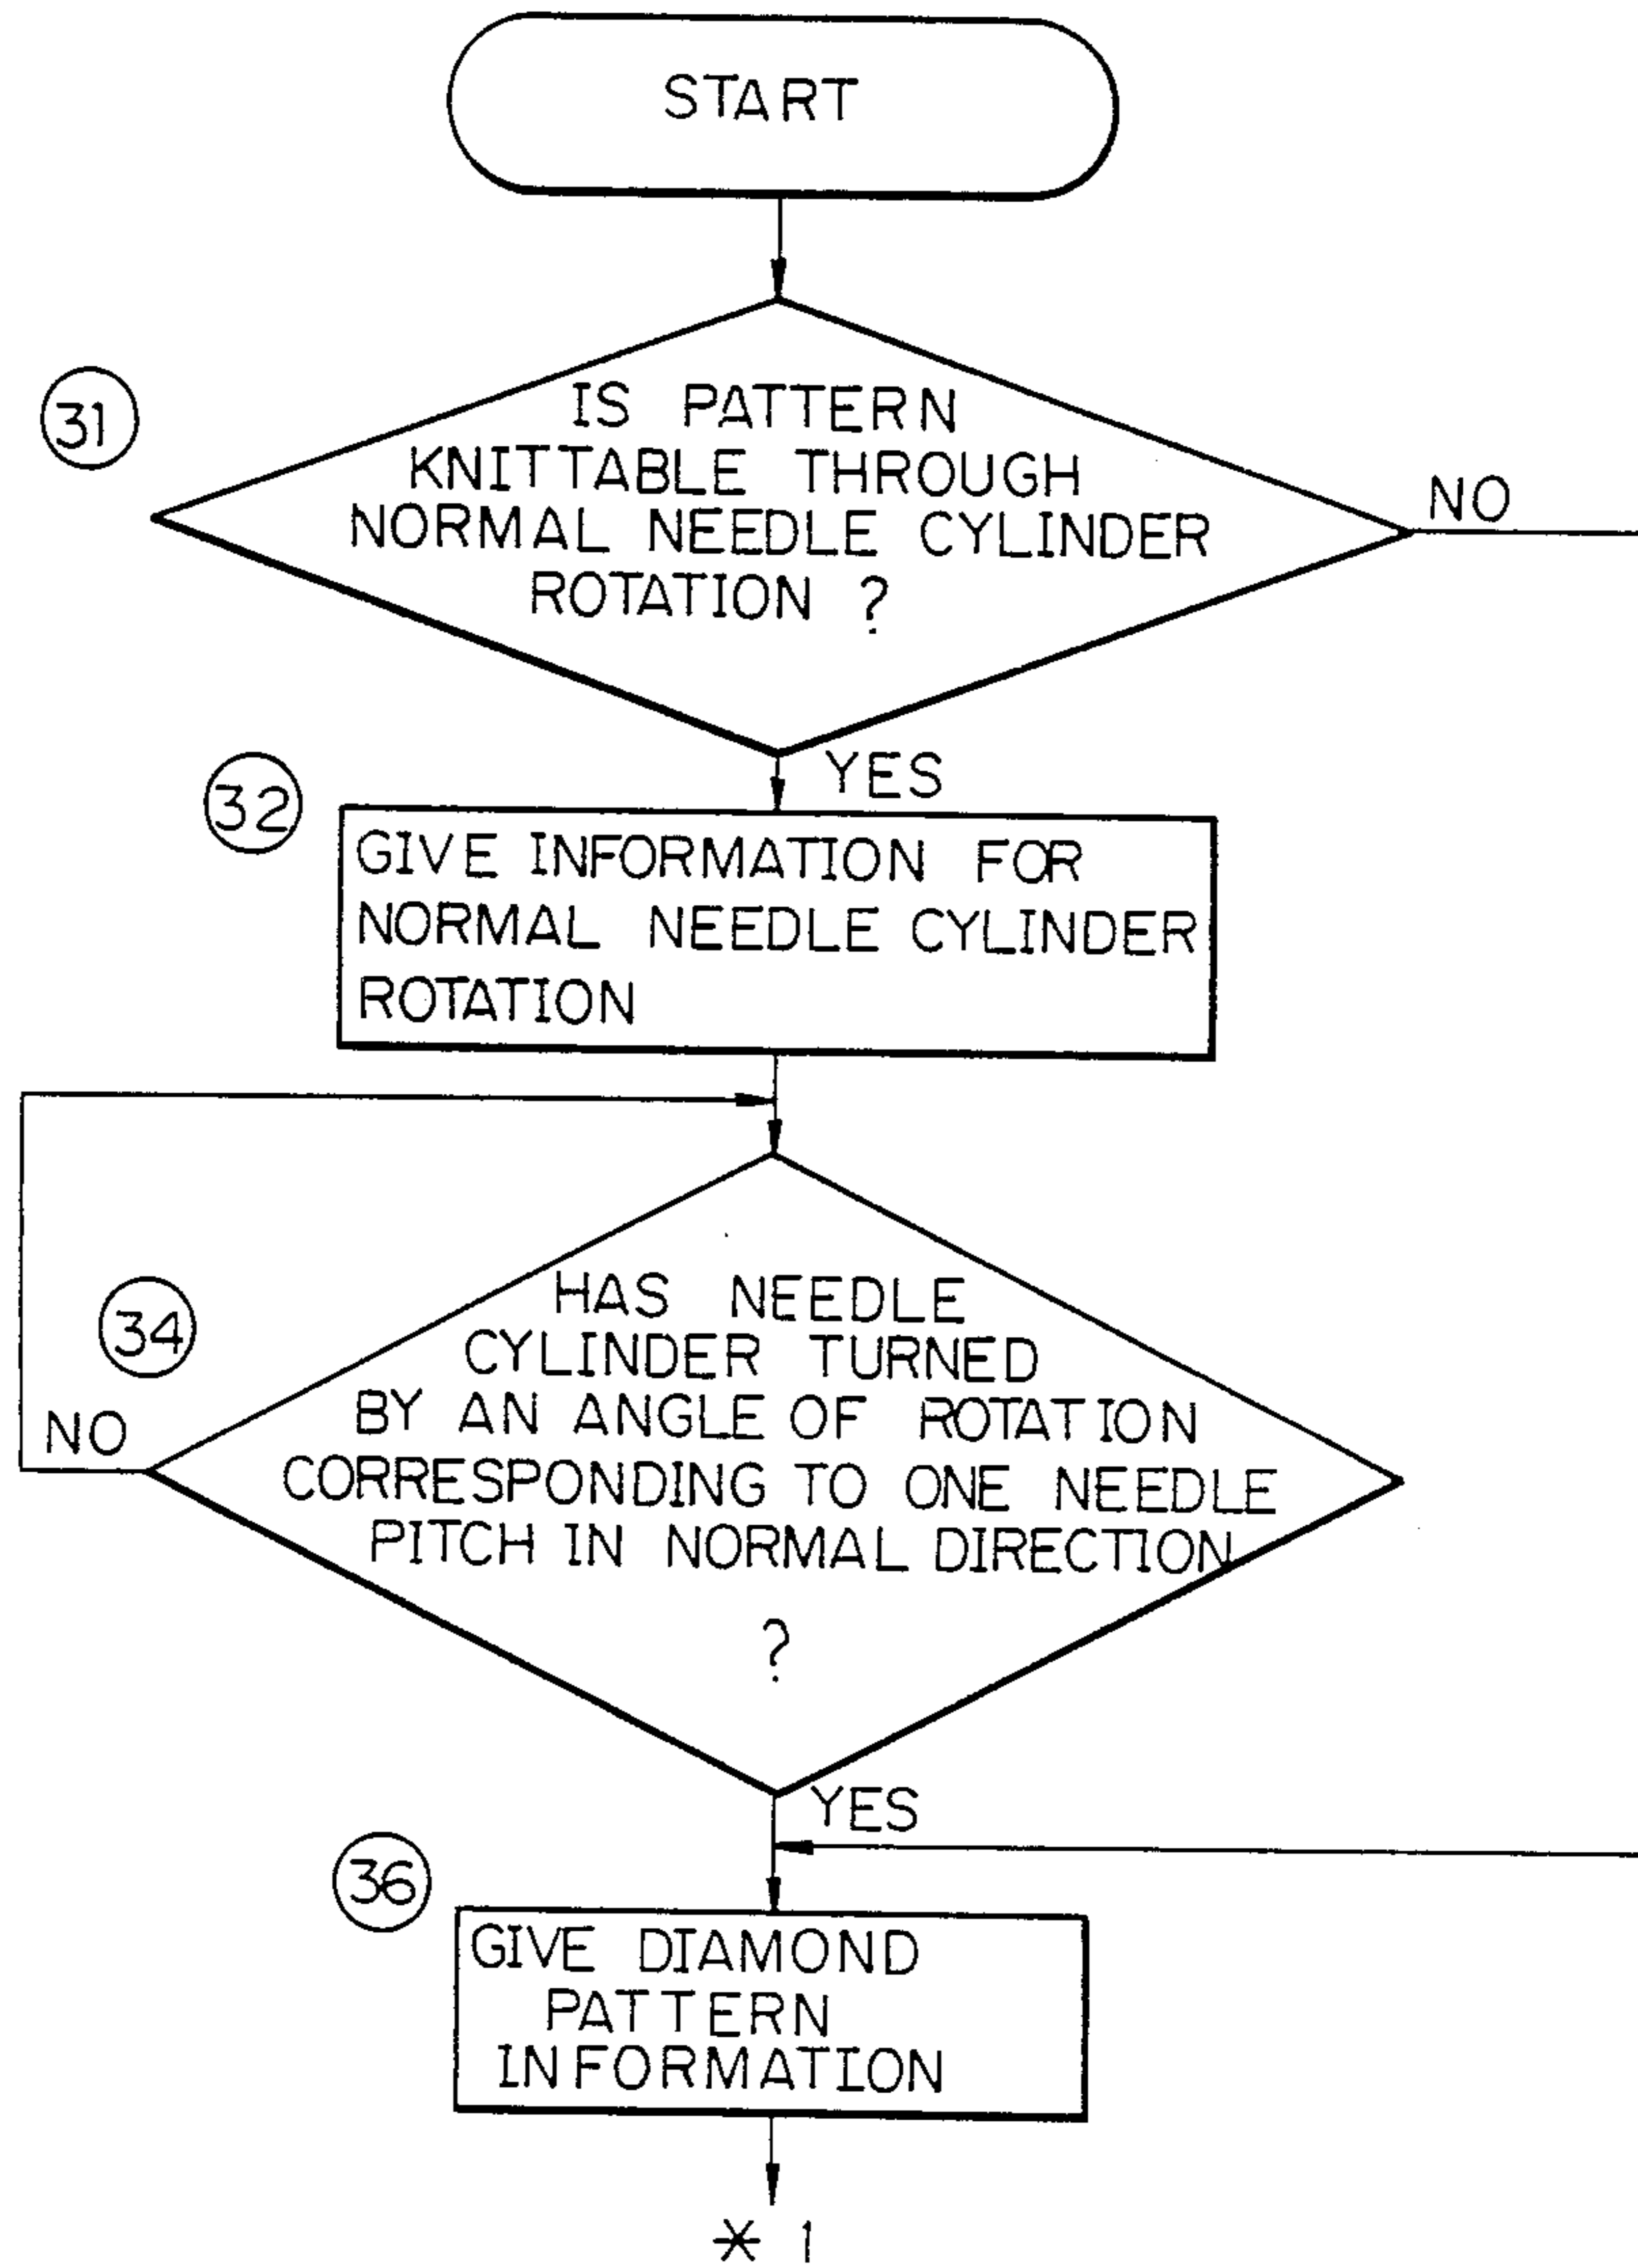 START
31
IS PATTERN
KNITTABLE THROUGH
NORMAL NEEDLE CYLINDER
ROTATION ?
NO
YES
32
GIVE INFORMATION FOR
NORMAL NEEDLE CYLINDER
ROTATION
34
HAS NEEDLE
CYLINDER TURNED
BY AN ANGLE OF ROTATION
CORRESPONDING TO ONE NEEDLE
PITCH IN NORMAL DIRECTION
?
NO
YES
36
GIVE DIAMOND
PATTERN
INFORMATION
* 1